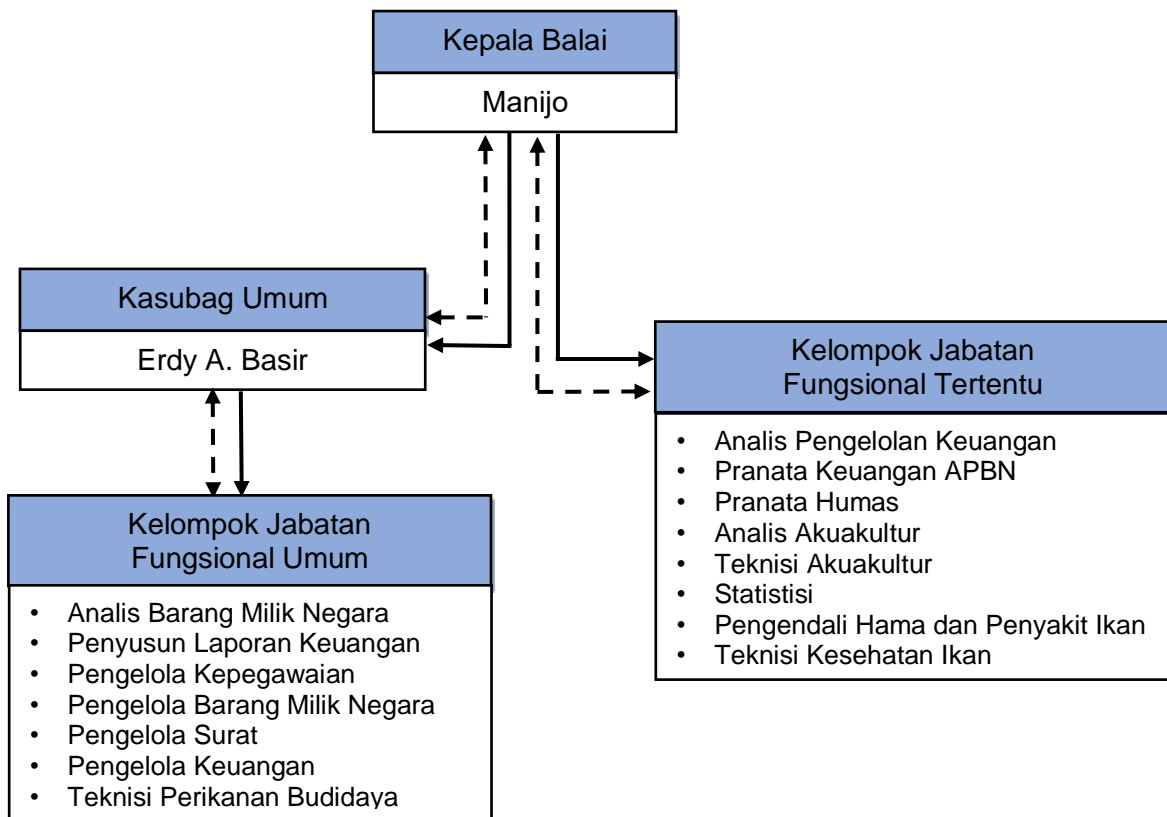 Kepala Balai
Manijo
Kasubag Umum
Erdy A. Basir
Kelompok Jabatan
Fungsional Tertentu
• Analis Pengelolan Keuangan
• Pranata Keuangan APBN
• Pranata Humas
• Analis Akuakultur
• Teknisi Akuakultur
• Statistisi
• Pengendali Hama dan Penyakit Ikan
• Teknisi Kesehatan Ikan
Kelompok Jabatan
Fungsional Umum
• Analis Barang Milik Negara
• Penyusun Laporan Keuangan
• Pengelola Kepegawaian
• Pengelola Barang Milik Negara
• Pengelola Surat
• Pengelola Keuangan
• Teknisi Perikanan Budidaya